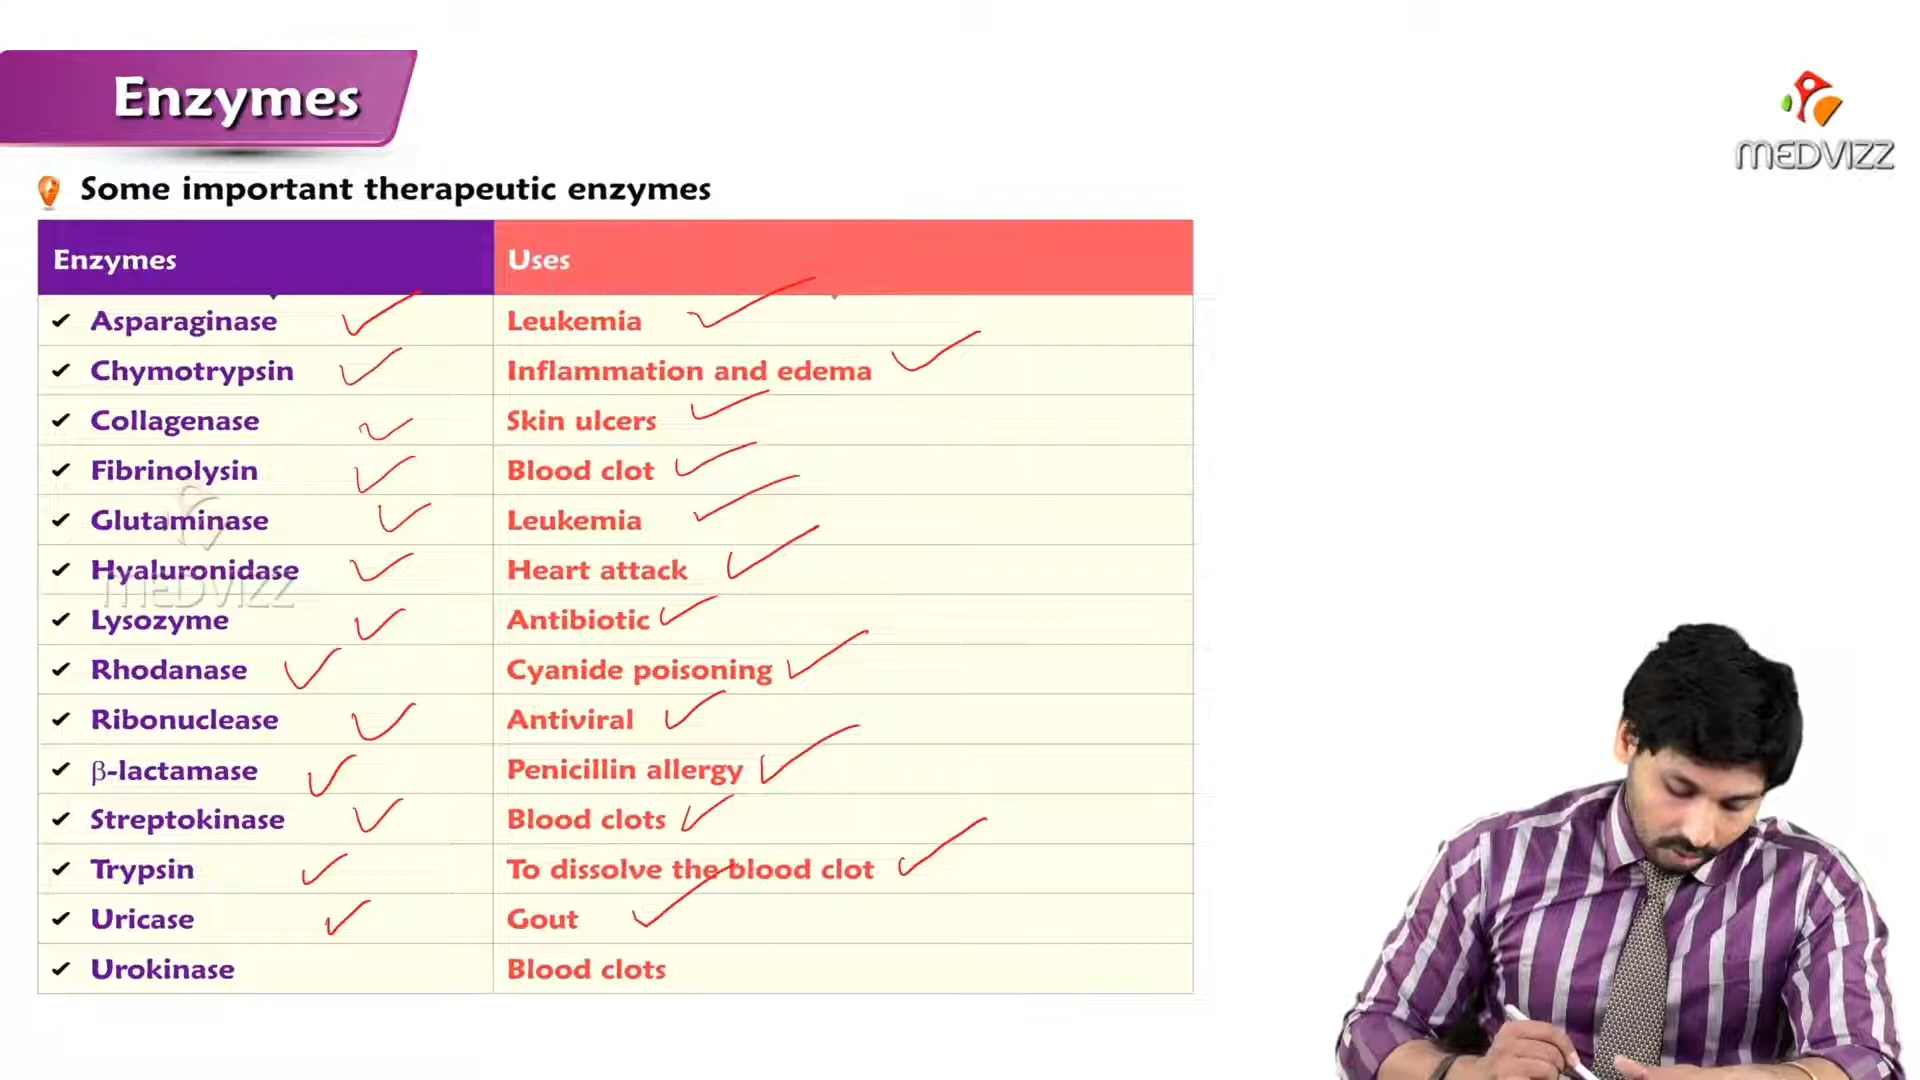 Enzymes
MEDVIZZ
Some important therapeutic enzymes
Enzymes Uses
Asparaginase Leukemia
Chymotrypsin Inflammation and edema
Collagenase Skin ulcers
Fibrinolysin Blood clot
Glutaminase Leukemia
Hyaluronidase Heart attack
MEDVIZZ
Lysozyme Antibiotic
Rhodanase Cyanide poisoning
Ribonuclease Antiviral
β-lactamase Penicillin allergy
Streptokinase Blood clots
Trypsin To dissolve the blood clot
Uricase Gout
Urokinase Blood clots